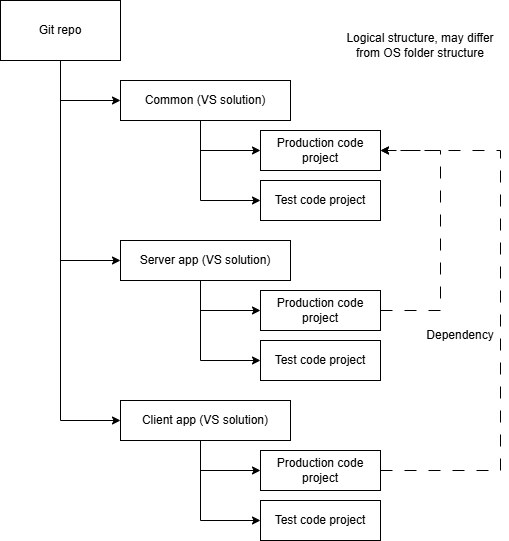 Git repo
Logical structure, may differ
from OS folder structure
Common (VS solution)
Production code
project
Test code project
Server app (VS solution)
Production code
project
Dependency
Test code project
Client app (VS solution)
Production code
project
Test code project